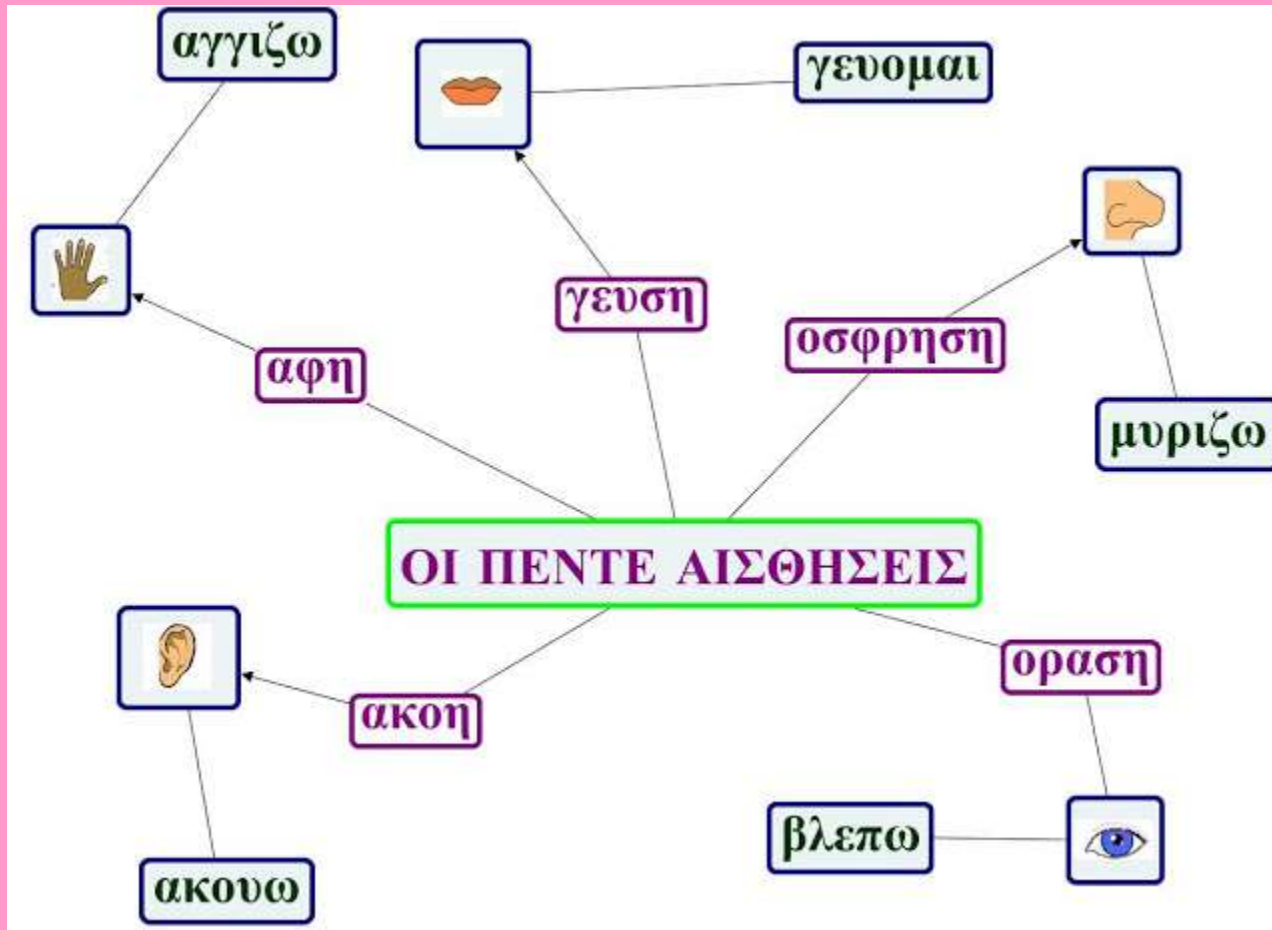 αγγιζω
γευομαι
γευση
οσφρηση
αφη
μυριζω
ΟΙ ΠΕΝΤΕ ΑΙΣΘΗΣΕΙΣ
οραση
ακοη
βλεπω
ακουω